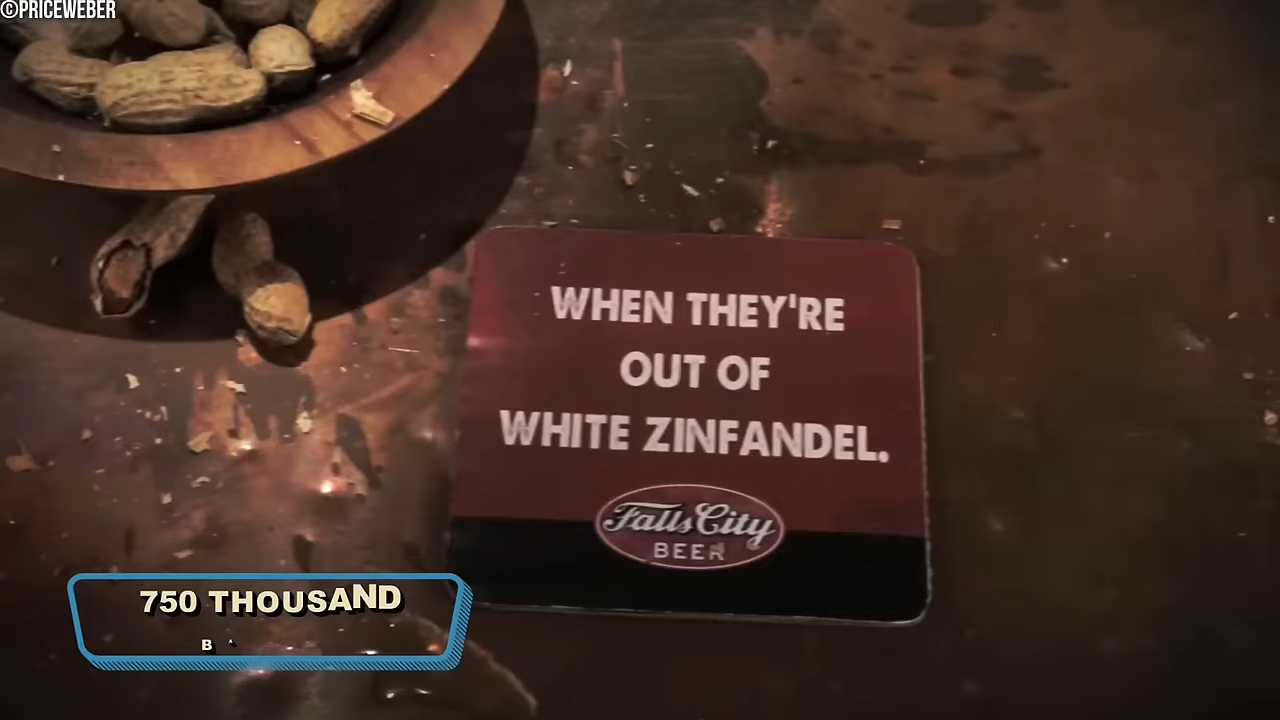 ©PRICEWEBER
WHEN THEY'RE
OUT OF
WHITE ZINFANDEL.
Falls City
BEER
750 THOUSAND
B